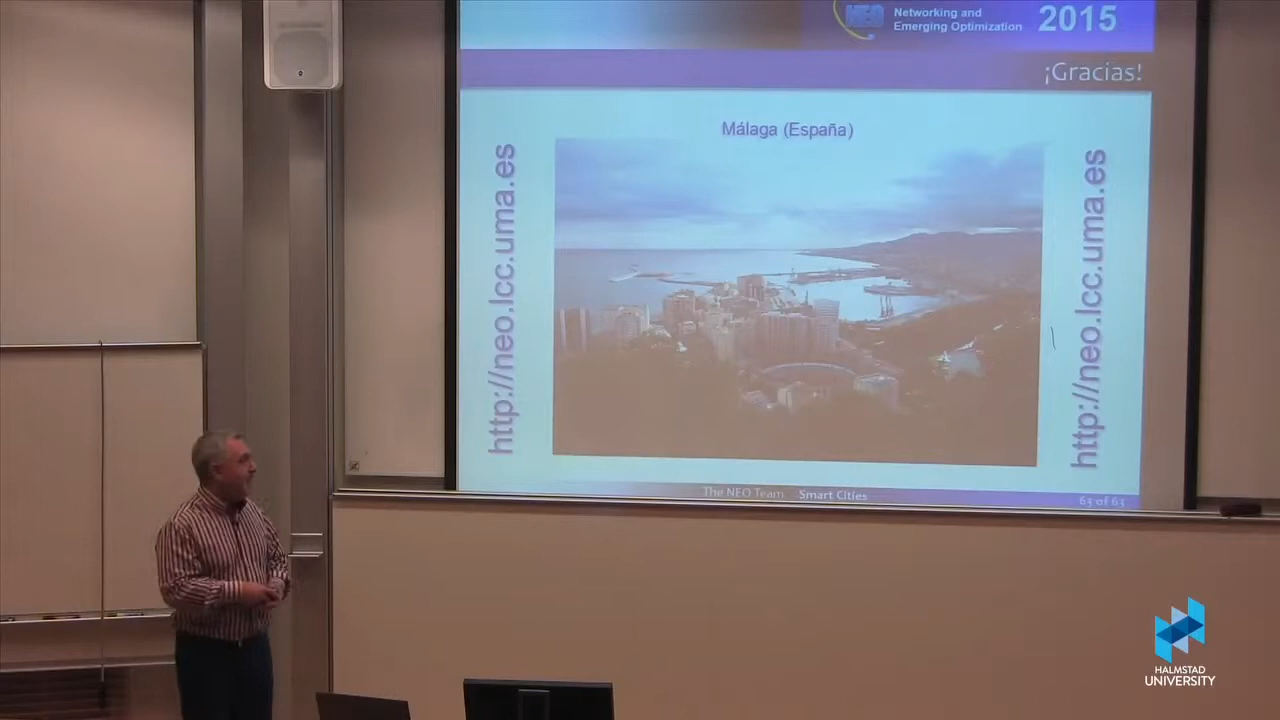 NEO
Networking and
Emerging Optimization
2015
¡Gracias!
Málaga (España)
http://neo.lcc.uma.es
http://neo.lcc.uma.es
The NEO Team Smart Cities
63 of 63
HALMSTAD
UNIVERSITY